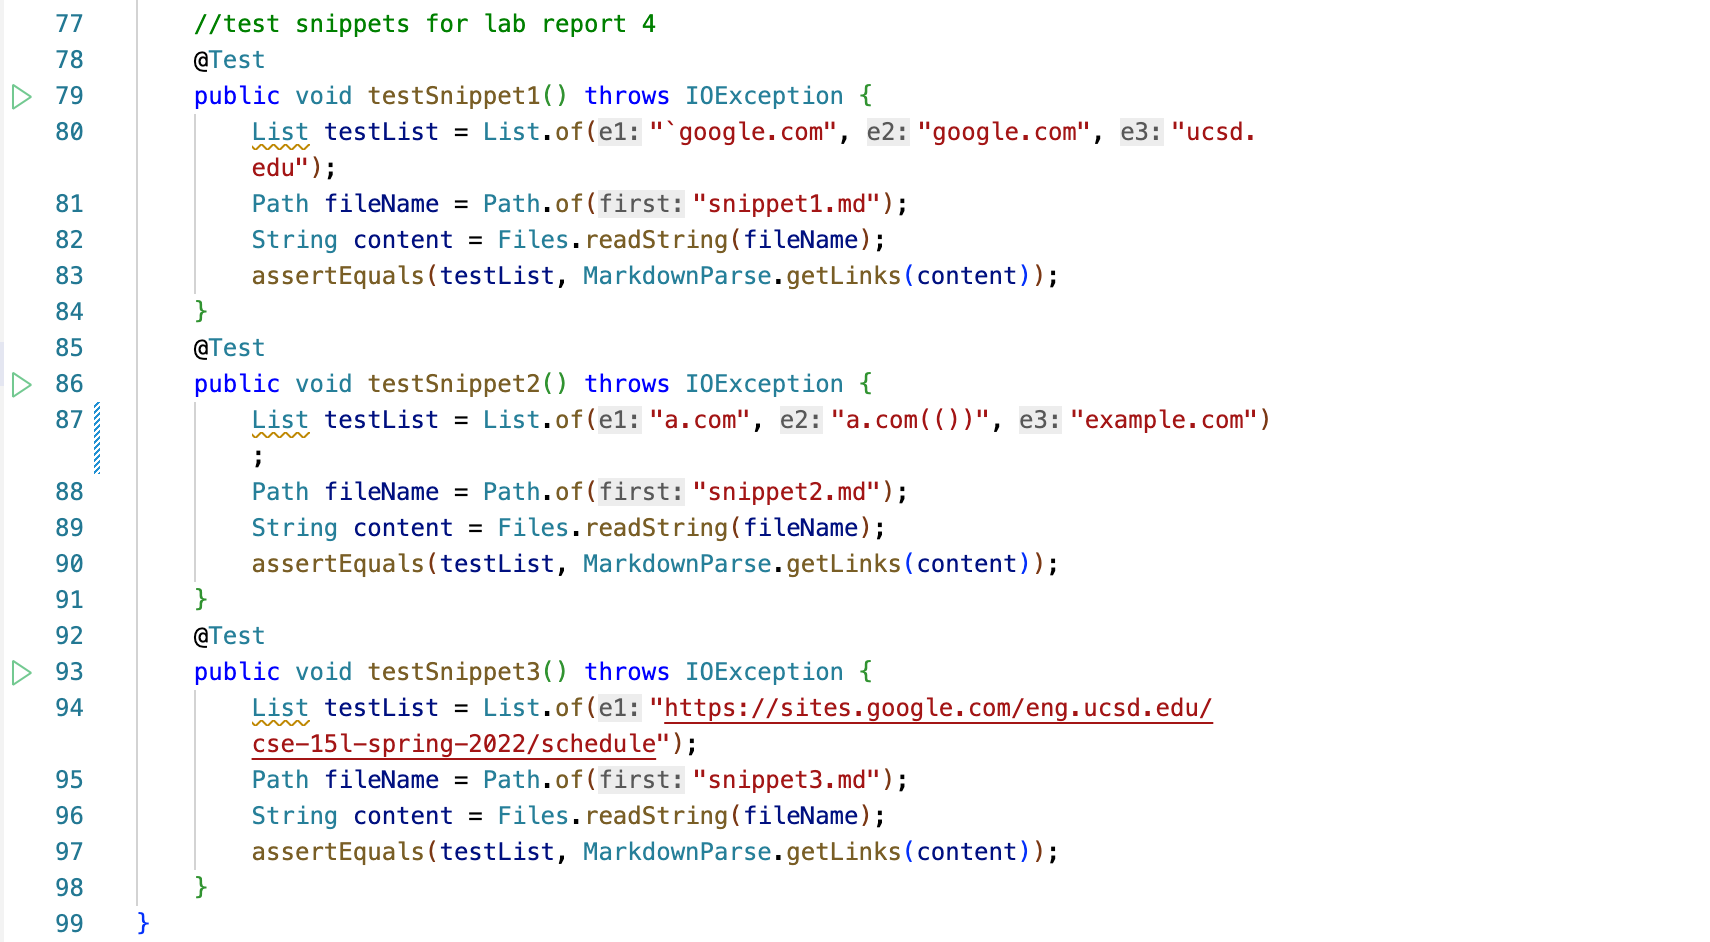 77 //test snippets for lab report 4
78 @Test
79 public void testSnippet1() throws IOException {
80 List testList = List.of(e1: "`google.com", e2: "google.com", e3: "ucsd.
edu");
81 Path fileName = Path.of(first: "snippet1.md");
82 String content = Files.readString(fileName);
83 assertEquals(testList, MarkdownParse.getLinks(content));
84 }
85 @Test
86 public void testSnippet2() throws IOException {
87 List testList = List.of(e1: "a.com", e2: "a.com(())", e3: "example.com")
;
88 Path fileName = Path.of(first: "snippet2.md");
89 String content = Files.readString(fileName);
90 assertEquals(testList, MarkdownParse.getLinks(content));
91 }
92 @Test
93 public void testSnippet3() throws IOException {
94 List testList = List.of(e1: "https://sites.google.com/eng.ucsd.edu/
cse-15l-spring-2022/schedule");
95 Path fileName = Path.of(first: "snippet3.md");
96 String content = Files.readString(fileName);
97 assertEquals(testList, MarkdownParse.getLinks(content));
98 }
99 }